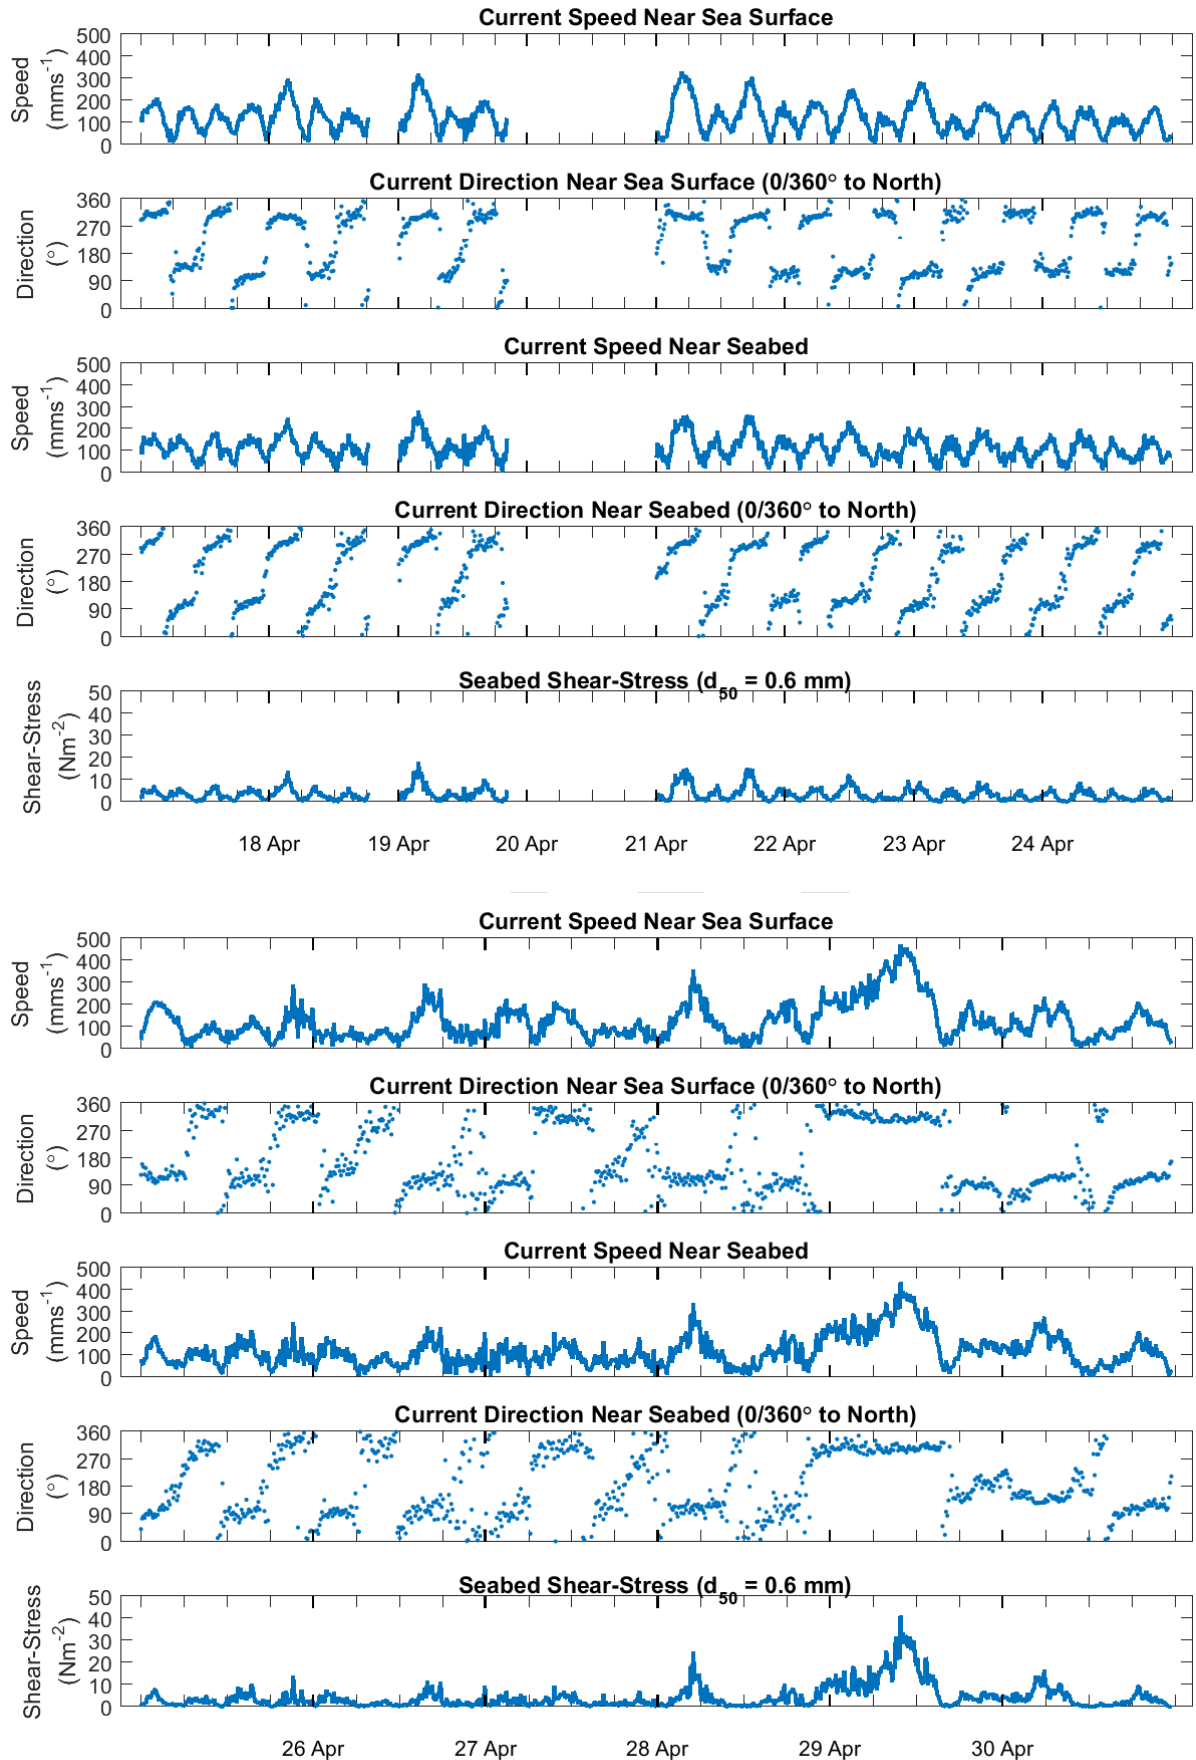 Current Speed Near Sea Surface
Speed
(mms-1)
500
400
300
200
100
0
Current Direction Near Sea Surface (0/360° to North)
Direction
(°)
360
270
180
90
0
Current Speed Near Seabed
Speed
(mms-1)
500
400
300
200
100
0
Current Direction Near Seabed (0/360° to North)
Direction
(°)
360
270
180
90
0
Seabed Shear-Stress (d50 = 0.6 mm)
Shear-Stress
(Nm-2)
50
40
30
20
10
0
18 Apr 19 Apr 20 Apr 21 Apr 22 Apr 23 Apr 24 Apr
Current Speed Near Sea Surface
Speed
(mms-1)
500
400
300
200
100
0
Current Direction Near Sea Surface (0/360° to North)
Direction
(°)
360
270
180
90
0
Current Speed Near Seabed
Speed
(mms-1)
500
400
300
200
100
0
Current Direction Near Seabed (0/360° to North)
Direction
(°)
360
270
180
90
0
Seabed Shear-Stress (d50 = 0.6 mm)
Shear-Stress
(Nm-2)
50
40
30
20
10
0
26 Apr 27 Apr 28 Apr 29 Apr 30 Apr